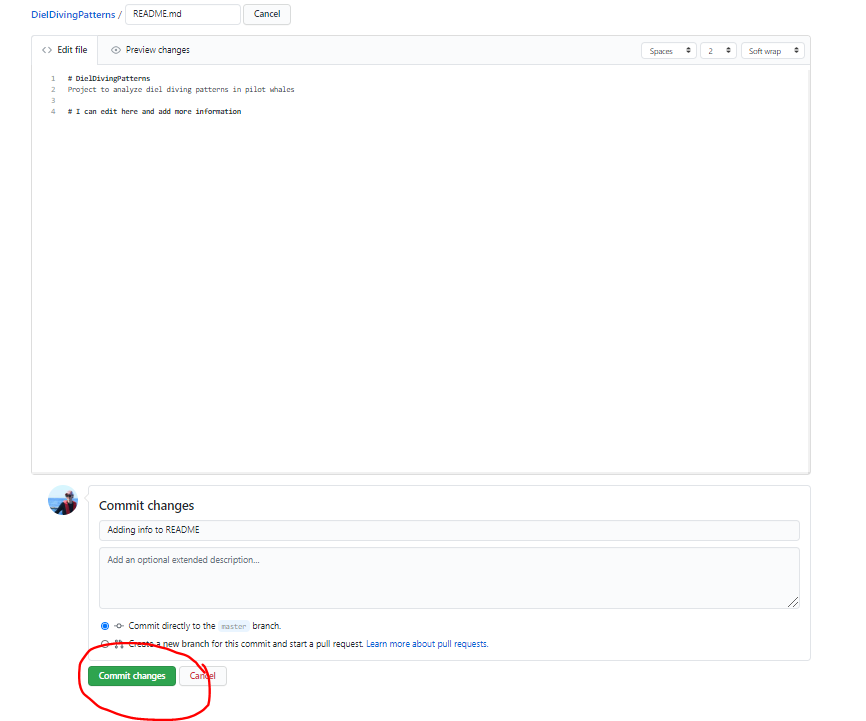 DielDivingPatterns / README.md Cancel
Edit file Preview changes Spaces 2 Soft wrap
1 # DielDivingPatterns
2 Project to analyze diel diving patterns in pilot whales
3
4 # I can edit here and add more information
Commit changes
Adding info to README
Add an optional extended description...
Commit directly to the master branch.
Create a new branch for this commit and start a pull request. Learn more about pull requests.
Commit changes Cancel